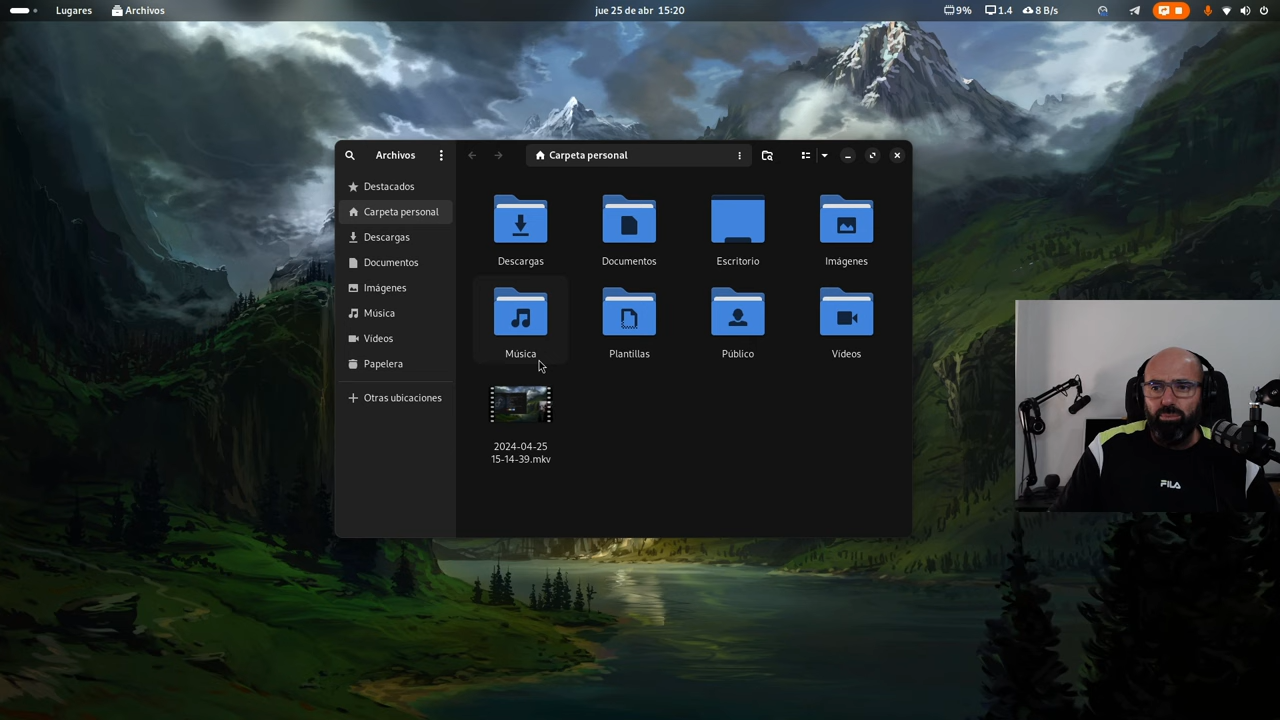 Lugares Archivos jue 25 de abr 15:20 9% 1.4 8 B/s
Archivos Carpeta personal
Destacados
Carpeta personal
Descargas
Documentos
Imágenes
Música
Vídeos
Papelera
Otras ubicaciones
Descargas Documentos Escritorio Imágenes
Música Plantillas Público Vídeos
2024-04-25
15-14-39.mkv
FILA